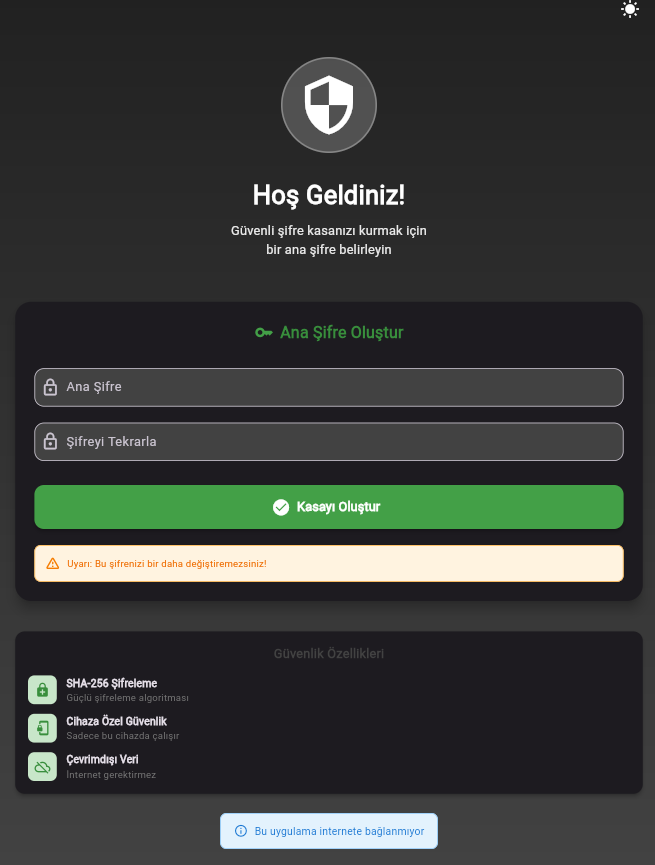 Hoş Geldiniz!
Güvenli şifre kasanızı kurmak için
bir ana şifre belirleyin
Ana Şifre Oluştur
Ana Şifre
Şifreyi Tekrarla
Kasayı Oluştur
Uyarı: Bu şifrenizi bir daha değiştiremezsiniz!
Güvenlik Özellikleri
SHA-256 Şifreleme
Güçlü şifreleme algoritması
Cihaza Özel Güvenlik
Sadece bu cihazda çalışır
Çevrimdışı Veri
İnternet gerektirmez
Bu uygulama internete bağlanmıyor